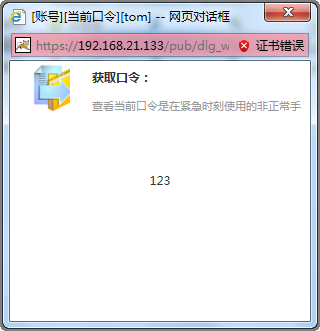 [账号][当前口令][tom] -- 网页对话框
https://192.168.21.133/pub/dlg_w 证书错误
获取口令：
查看当前口令是在紧急时刻使用的非正常手
123